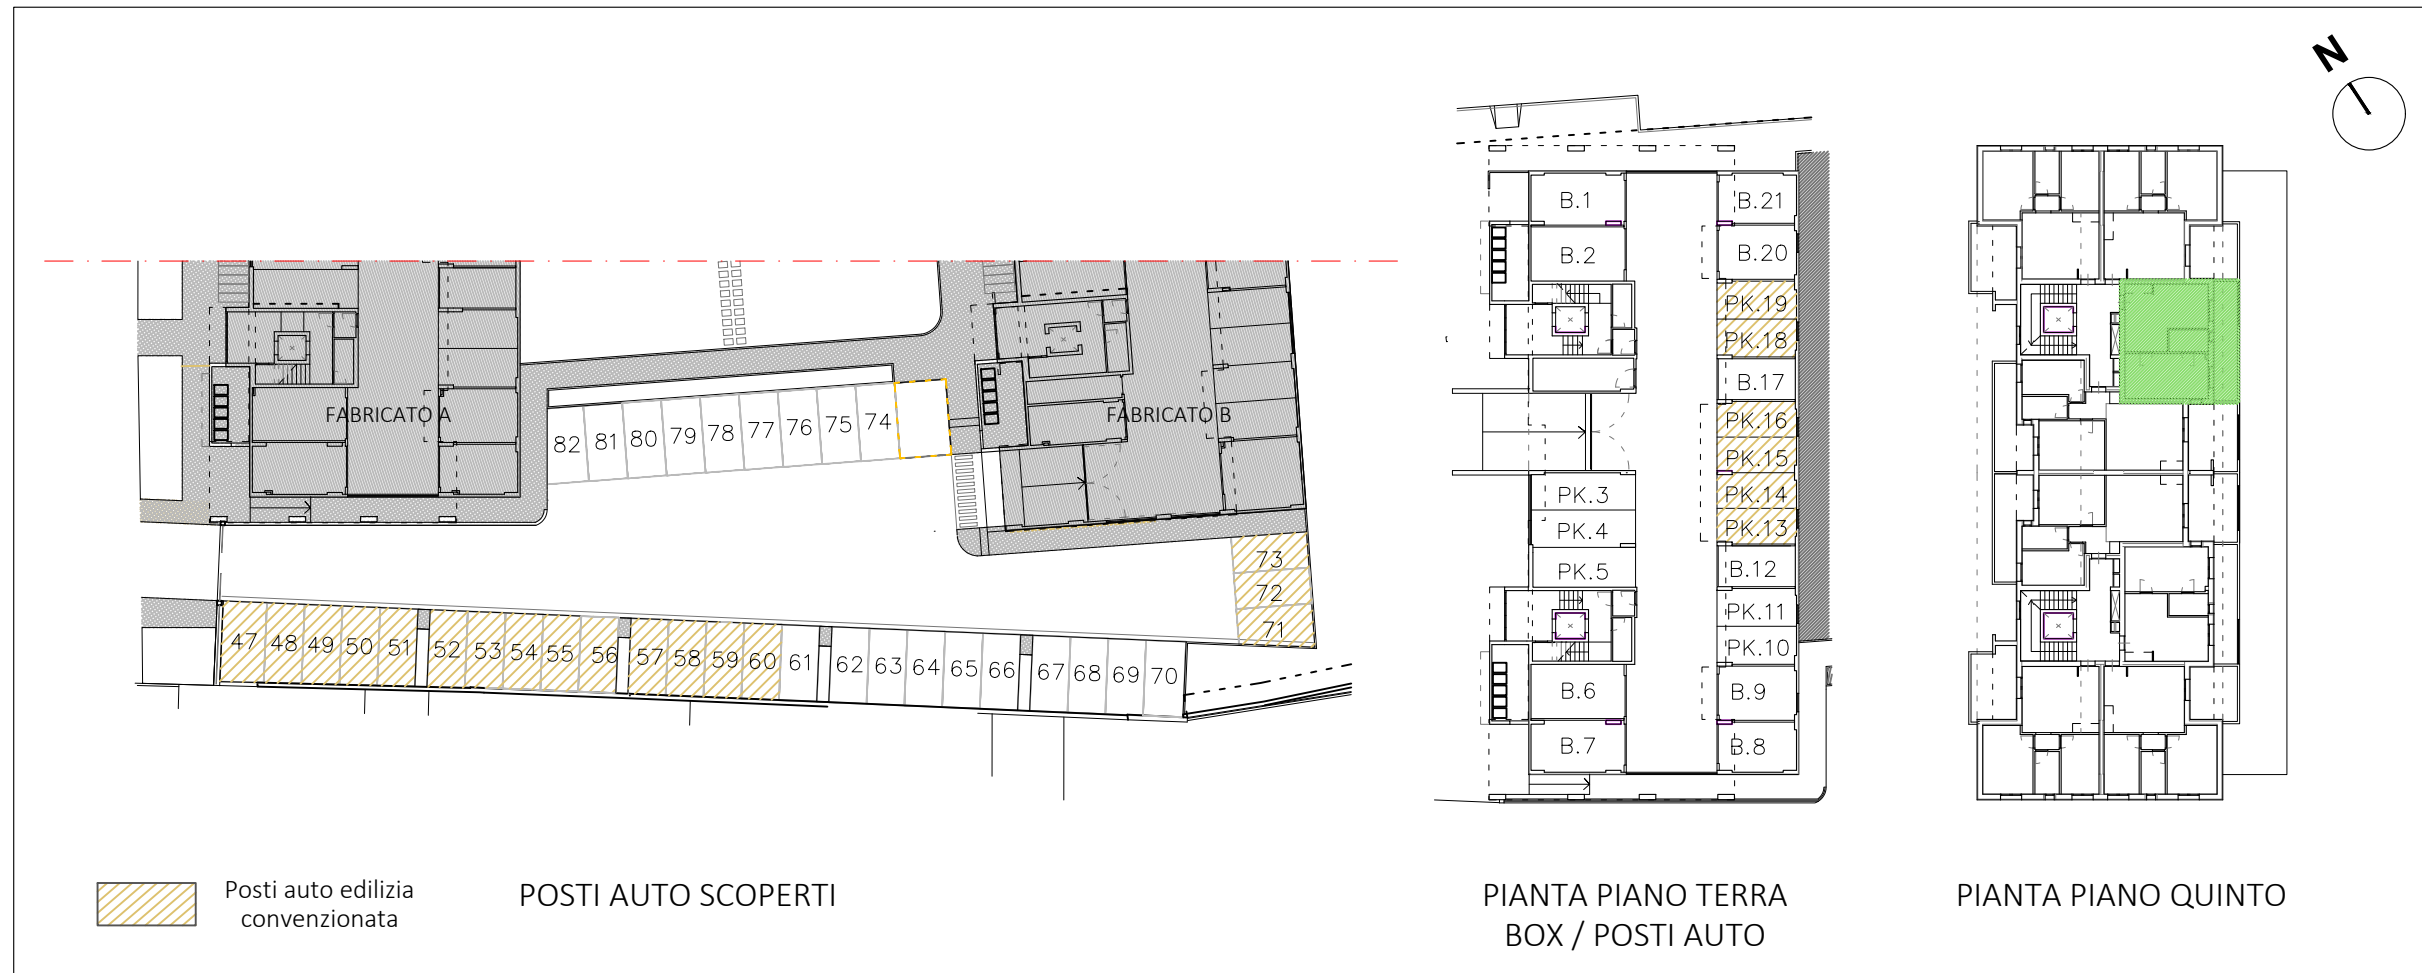 N
FABRICATO A
FABRICATO B
82 81 80 79 78 77 76 75 74
73
72
71
47 48 49 50 51 52 53 54 55 56 57 58 59 60 61 62 63 64 65 66 67 68 69 70
B.1 B.21
B.2 B.20
PK.19
PK.18
B.17
PK.16
PK.15
PK.3 PK.14
PK.4 PK.13
PK.5 B.12
PK.11
PK.10
B.6 B.9
B.7 B.8
Posti auto edilizia
convenzionata
POSTI AUTO SCOPERTI
PIANTA PIANO TERRA
BOX / POSTI AUTO
PIANTA PIANO QUINTO